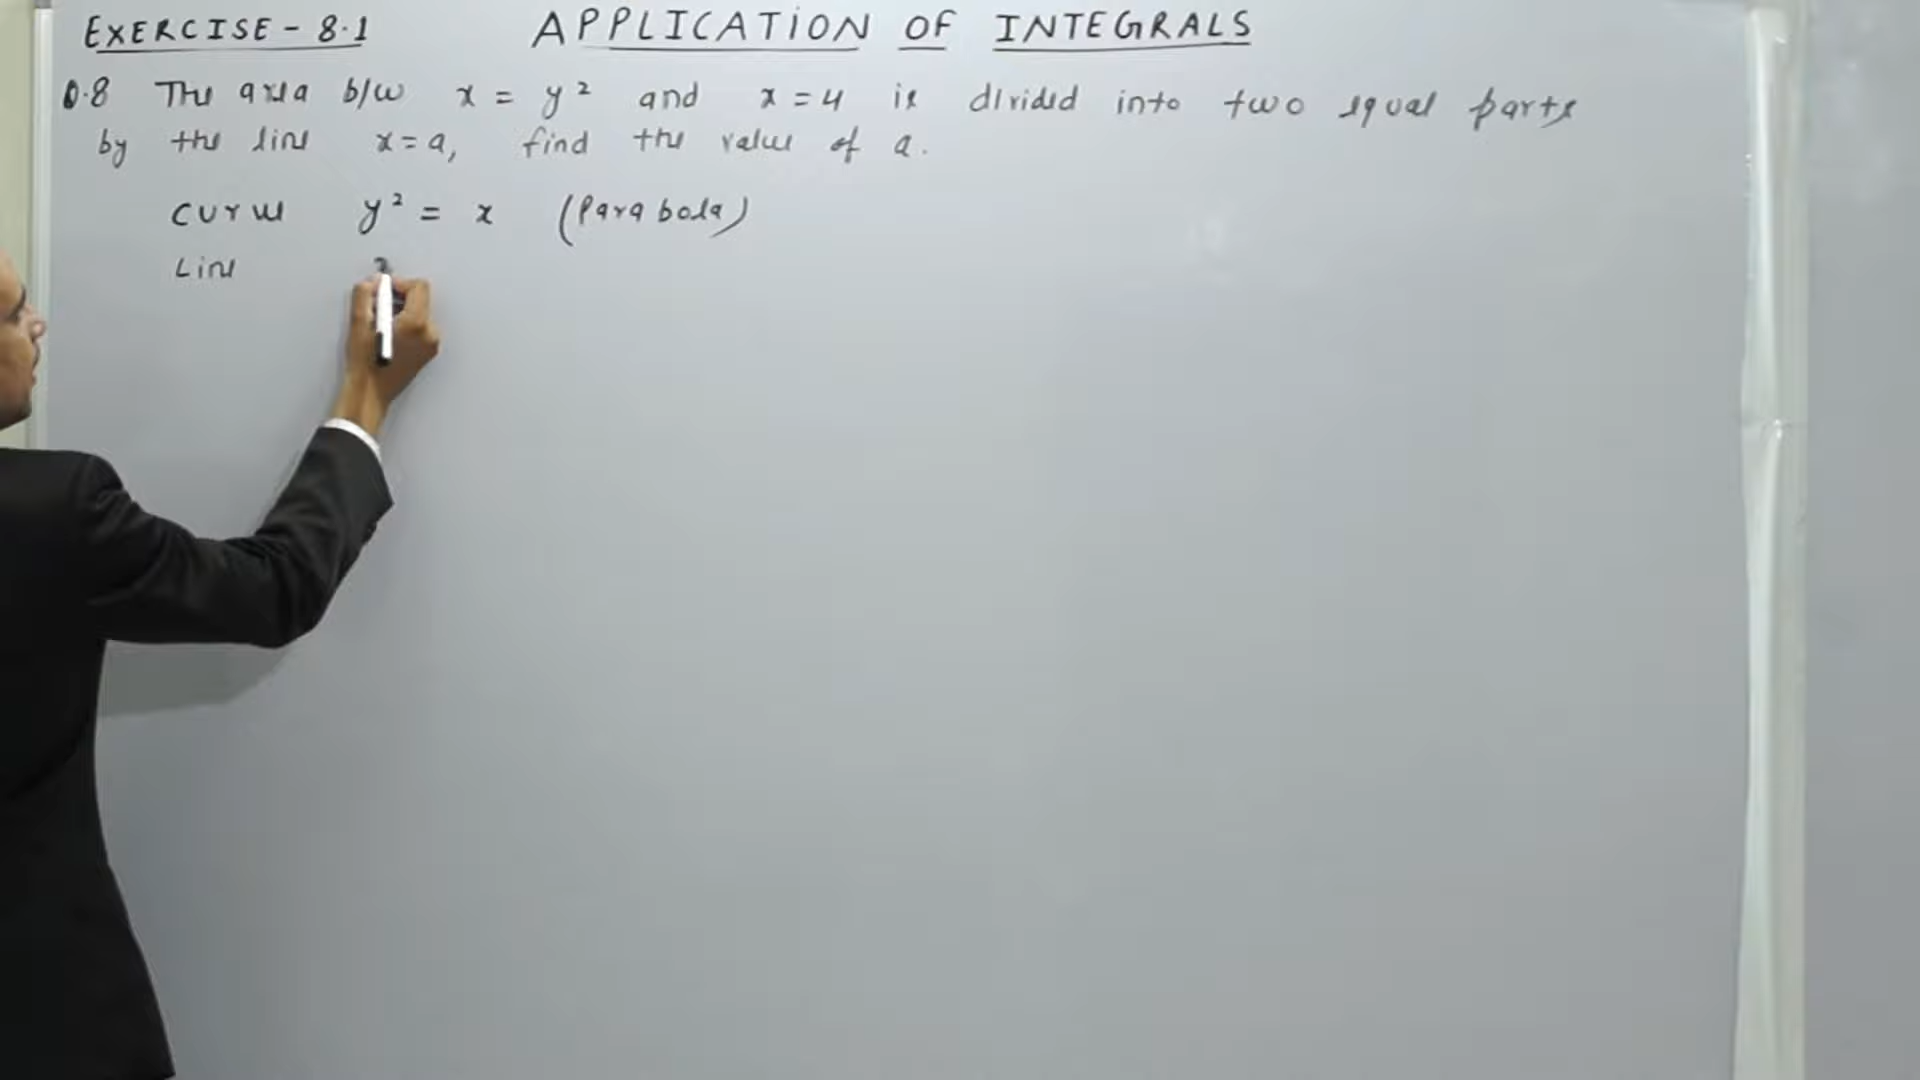 EXERCISE - 8.1 APPLICATION OF INTEGRALS
Q.8 The area b/w x = y² and x = 4 is divided into two equal parts
by the line x = a, find the value of a.
Curve y² = x (Parabola)
Line